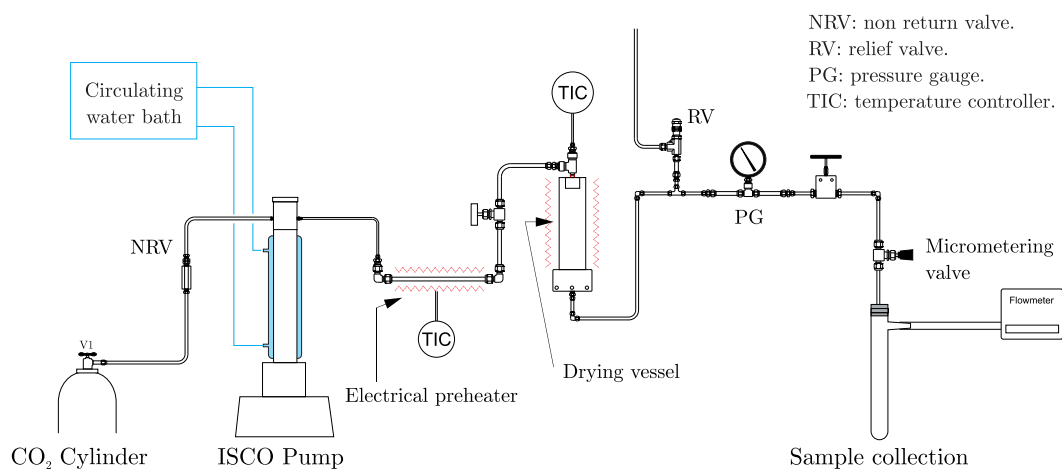 NRV: non return valve.
RV: relief valve.
PG: pressure gauge.
TIC: temperature controller.
Circulating
water bath
TIC
RV
NRV
PG
Micrometering
valve
Flowmeter
TIC
V1
Drying vessel
Electrical preheater
CO₂ Cylinder
ISCO Pump
Sample collection